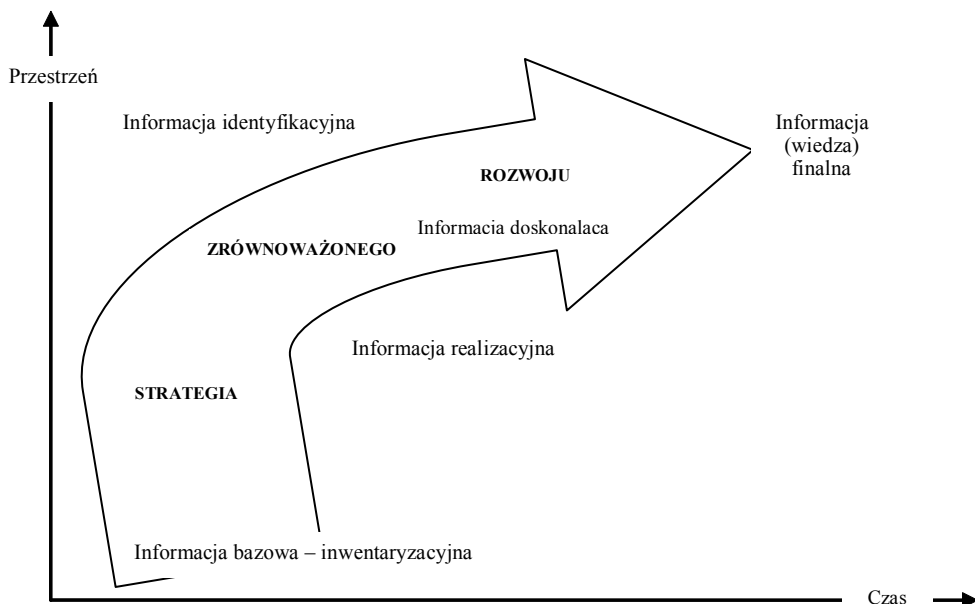 Przestrzeń
Informacja identyfikacyjna
Informacja
(wiedza)
finalna
ROZWOJU
Informacia doskonalaca
ZRÓWNOWAŻONEGO
Informacja realizacyjna
STRATEGIA
Informacja bazowa – inwentaryzacyjna
Czas